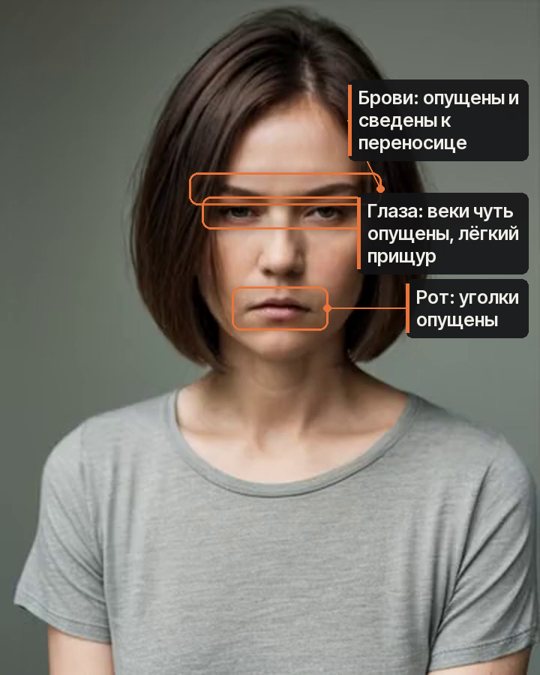 Брови: опущены и
сведены к
переносице
Глаза: веки чуть
опущены, лёгкий
прищур
Рот: уголки
опущены